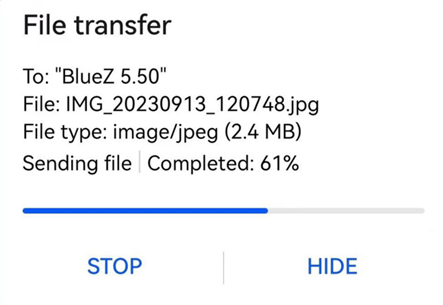 File transfer
To: "BlueZ 5.50"
File: IMG_20230913_120748.jpg
File type: image/jpeg (2.4 MB)
Sending file Completed: 61%
STOP HIDE